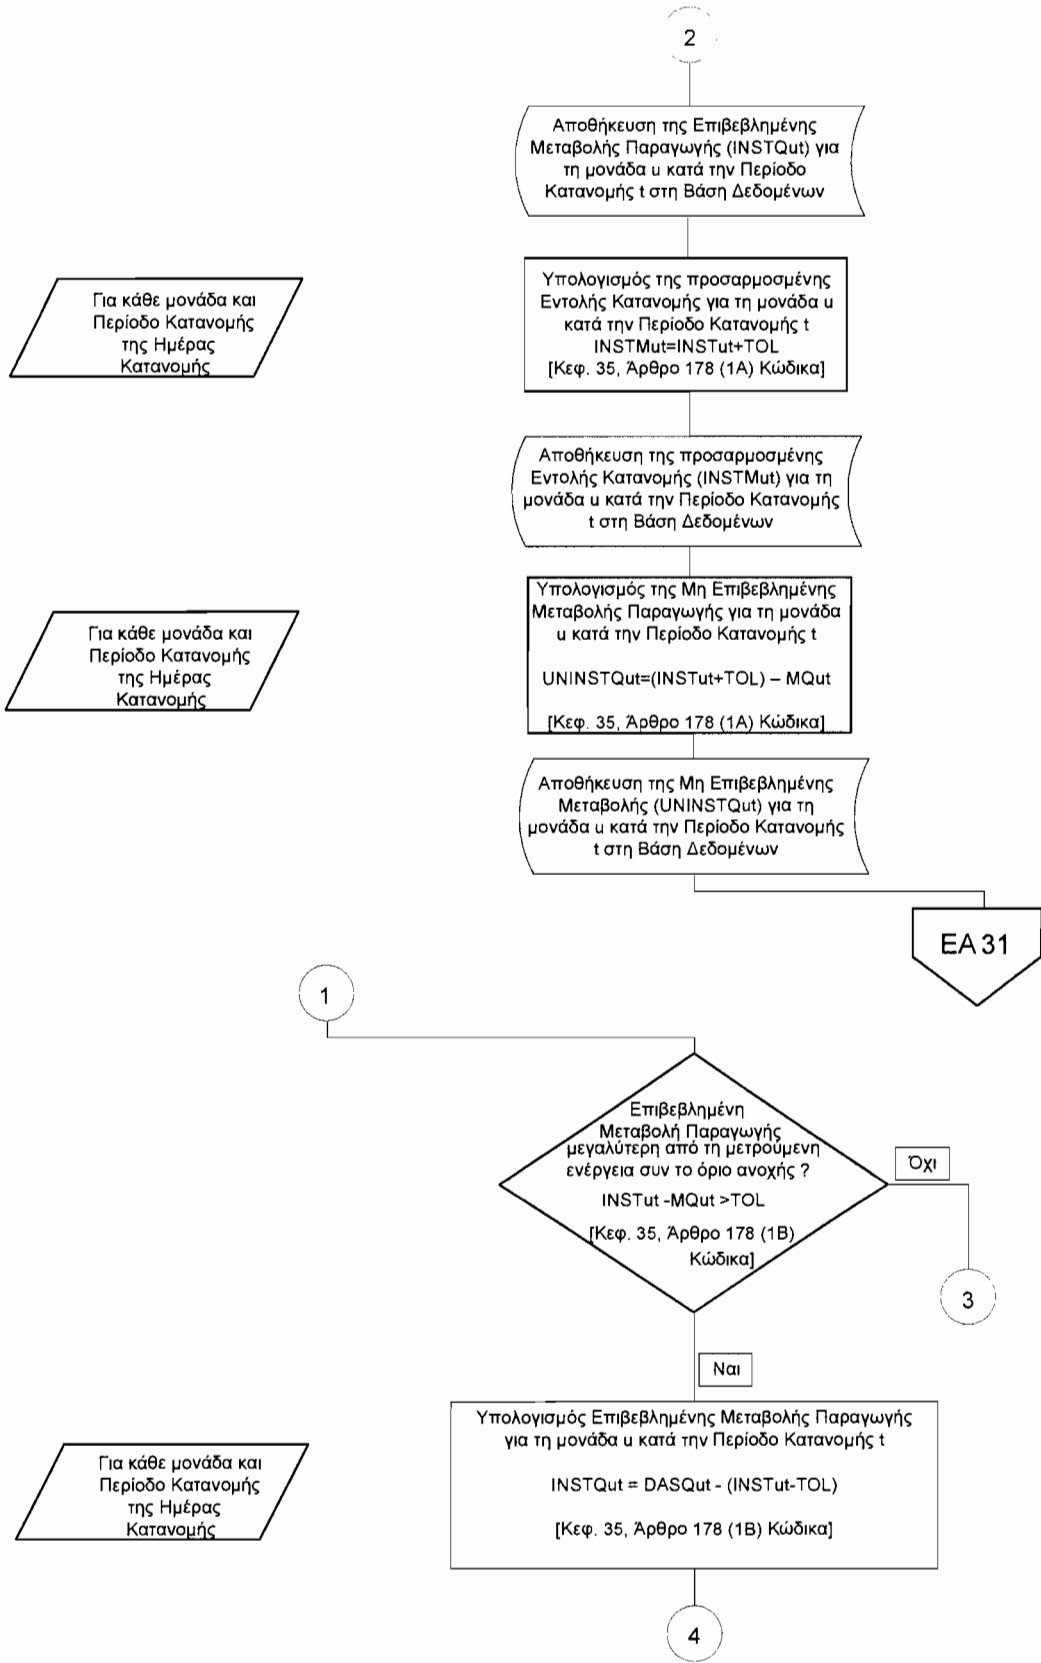 2
Αποθήκευση της Επιβεβλημένης
Μεταβολής Παραγωγής (INSTQut) για
τη μονάδα u κατά την Περίοδο
Κατανομής t στη Βάση Δεδομένων
Για κάθε μονάδα και
Περίοδο Κατανομής
της Ημέρας
Κατανομής
Υπολογισμός της προσαρμοσμένης
Εντολής Κατανομής για τη μονάδα u
κατά την Περίοδο Κατανομής t
INSTMut=INSTut+TOL
[Κεφ. 35, Άρθρο 178 (1Α) Κώδικα]
Αποθήκευση της προσαρμοσμένης
Εντολής Κατανομής (INSTMut) για τη
μονάδα u κατά την Περίοδο Κατανομής
t στη Βάση Δεδομένων
Για κάθε μονάδα και
Περίοδο Κατανομής
της Ημέρας
Κατανομής
Υπολογισμός της Μη Επιβεβλημένης
Μεταβολής Παραγωγής για τη μονάδα
u κατά την Περίοδο Κατανομής t
UNINSTQut=(INSTut+TOL) – MQut
[Κεφ. 35, Άρθρο 178 (1Α) Κώδικα]
Αποθήκευση της Μη Επιβεβλημένης
Μεταβολής (UNINSTQut) για τη
μονάδα u κατά την Περίοδο Κατανομής
t στη Βάση Δεδομένων
ΕΑ 31
1
Επιβεβλημένη
Μεταβολή Παραγωγής
μεγαλύτερη από τη μετρούμενη
ενέργεια συν το όριο ανοχής ?
INSTut -MQut >TOL
[Κεφ. 35, Άρθρο 178 (1Β)
Κώδικα]
Όχι
3
Ναι
Για κάθε μονάδα και
Περίοδο Κατανομής
της Ημέρας
Κατανομής
Υπολογισμός Επιβεβλημένης Μεταβολής Παραγωγής
για τη μονάδα u κατά την Περίοδο Κατανομής t
INSTQut = DASQut - (INSTut-TOL)
[Κεφ. 35, Άρθρο 178 (1Β) Κώδικα]
4